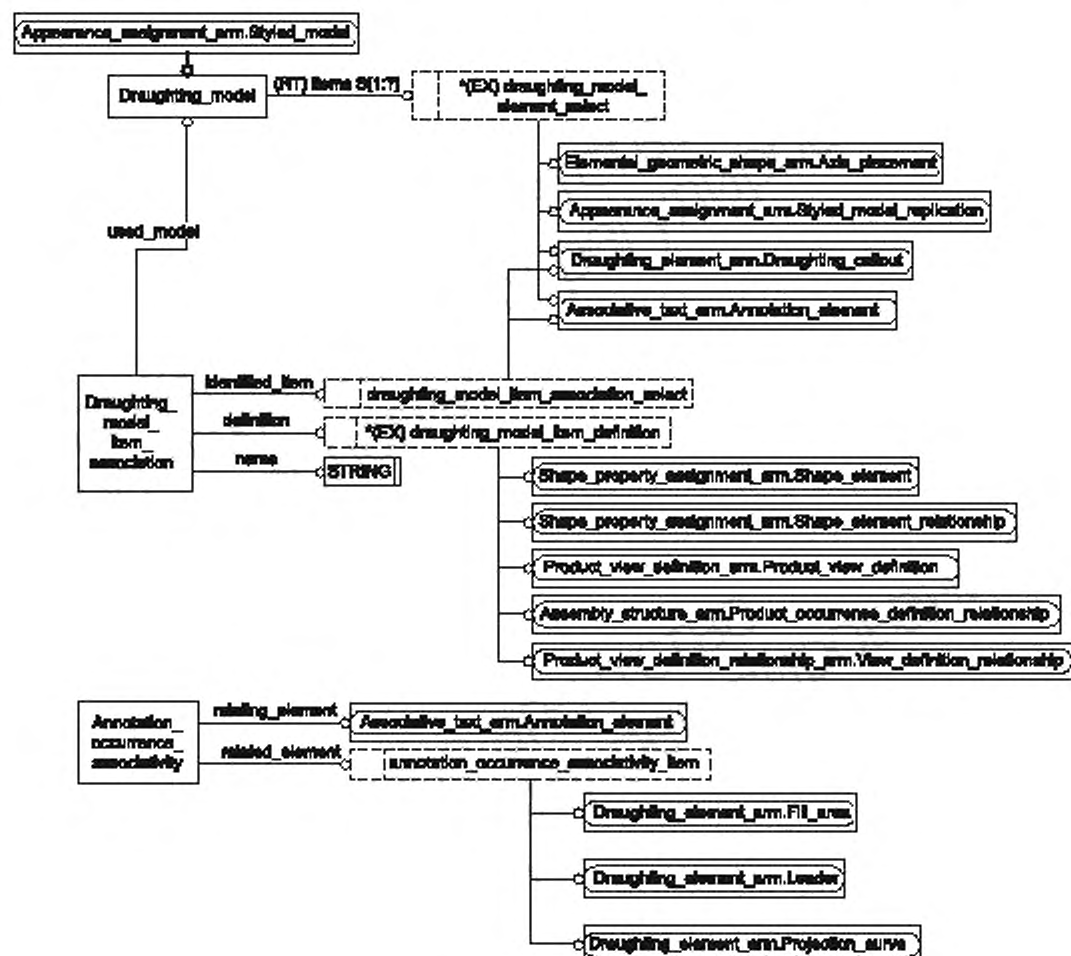 Appearance_assignment_arm.Styled_model
Draughting_model
(RT) items S[1:?]
*(EX) draughting_model_
element_select
Elemental_geometric_shape_arm.Axis_placement
Appearance_assignment_arm.Styled_model_replication
used_model
Draughting_element_arm.Draughting_callout
Associative_text_arm.Annotation_element
Draughting_
model_
item_
association
identified_item
draughting_model_item_association_select
definition
*(EX) draughting_model_item_definition
name
STRING
Shape_property_assignment_arm.Shape_element
Shape_property_assignment_arm.Shape_element_relationship
Product_view_definition_arm.Product_view_definition
Assembly_structure_arm.Product_occurrence_definition_relationship
Product_view_definition_relationship_arm.View_definition_relationship
Annotation_
occurrence_
associativity
relating_element
Associative_text_arm.Annotation_element
related_element
annotation_occurrence_associativity_item
Draughting_element_arm.Fill_area
Draughting_element_arm.Leader
Draughting_element_arm.Projection_curve